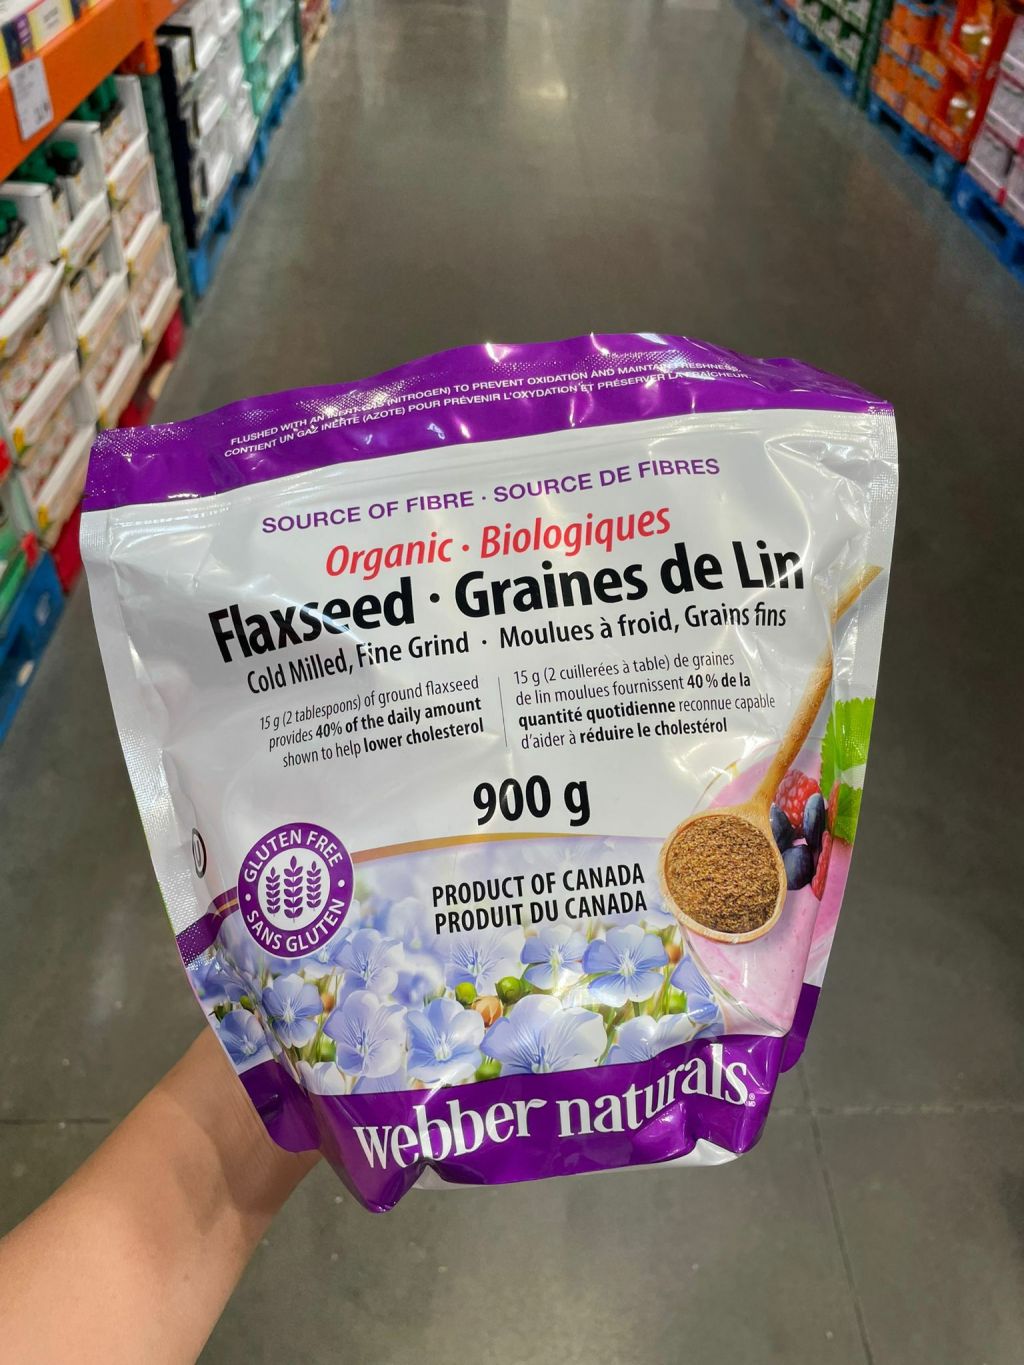 FLUSHED WITH AN INERT GAS (NITROGEN) TO PREVENT OXIDATION AND MAINTAIN FRESHNESS.
CONTIENT UN GAZ INERTE (AZOTE) POUR PRÉVENIR L'OXYDATION ET PRÉSERVER LA FRAÎCHEUR.
SOURCE OF FIBRE · SOURCE DE FIBRES
Organic · Biologiques
Flaxseed · Graines de Lin
Cold Milled, Fine Grind · Moulues à froid, Grains fins
15 g (2 tablespoons) of ground flaxseed
provides 40% of the daily amount
shown to help lower cholesterol
15 g (2 cuillerées à table) de graines
de lin moulues fournissent 40 % de la
quantité quotidienne reconnue capable
d'aider à réduire le cholestérol
900 g
GLUTEN FREE
SANS GLUTEN
PRODUCT OF CANADA
PRODUIT DU CANADA
webber naturals